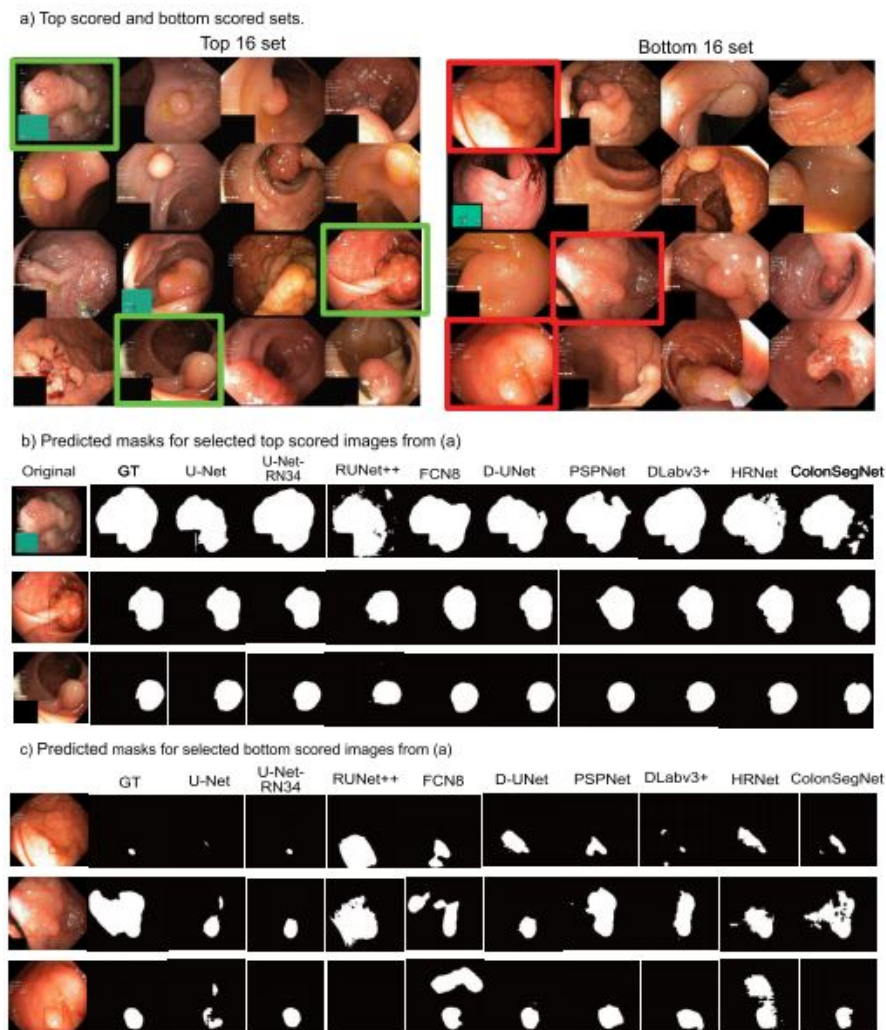 a) Top scored and bottom scored sets.
Top 16 set
Bottom 16 set
b) Predicted masks for selected top scored images from (a)
Original GT U-Net U-Net-RN34 RUNet++ FCN8 D-UNet PSPNet DLabv3+ HRNet ColonSegNet
c) Predicted masks for selected bottom scored images from (a)
GT U-Net U-Net-RN34 RUNet++ FCN8 D-UNet PSPNet DLabv3+ HRNet ColonSegNet